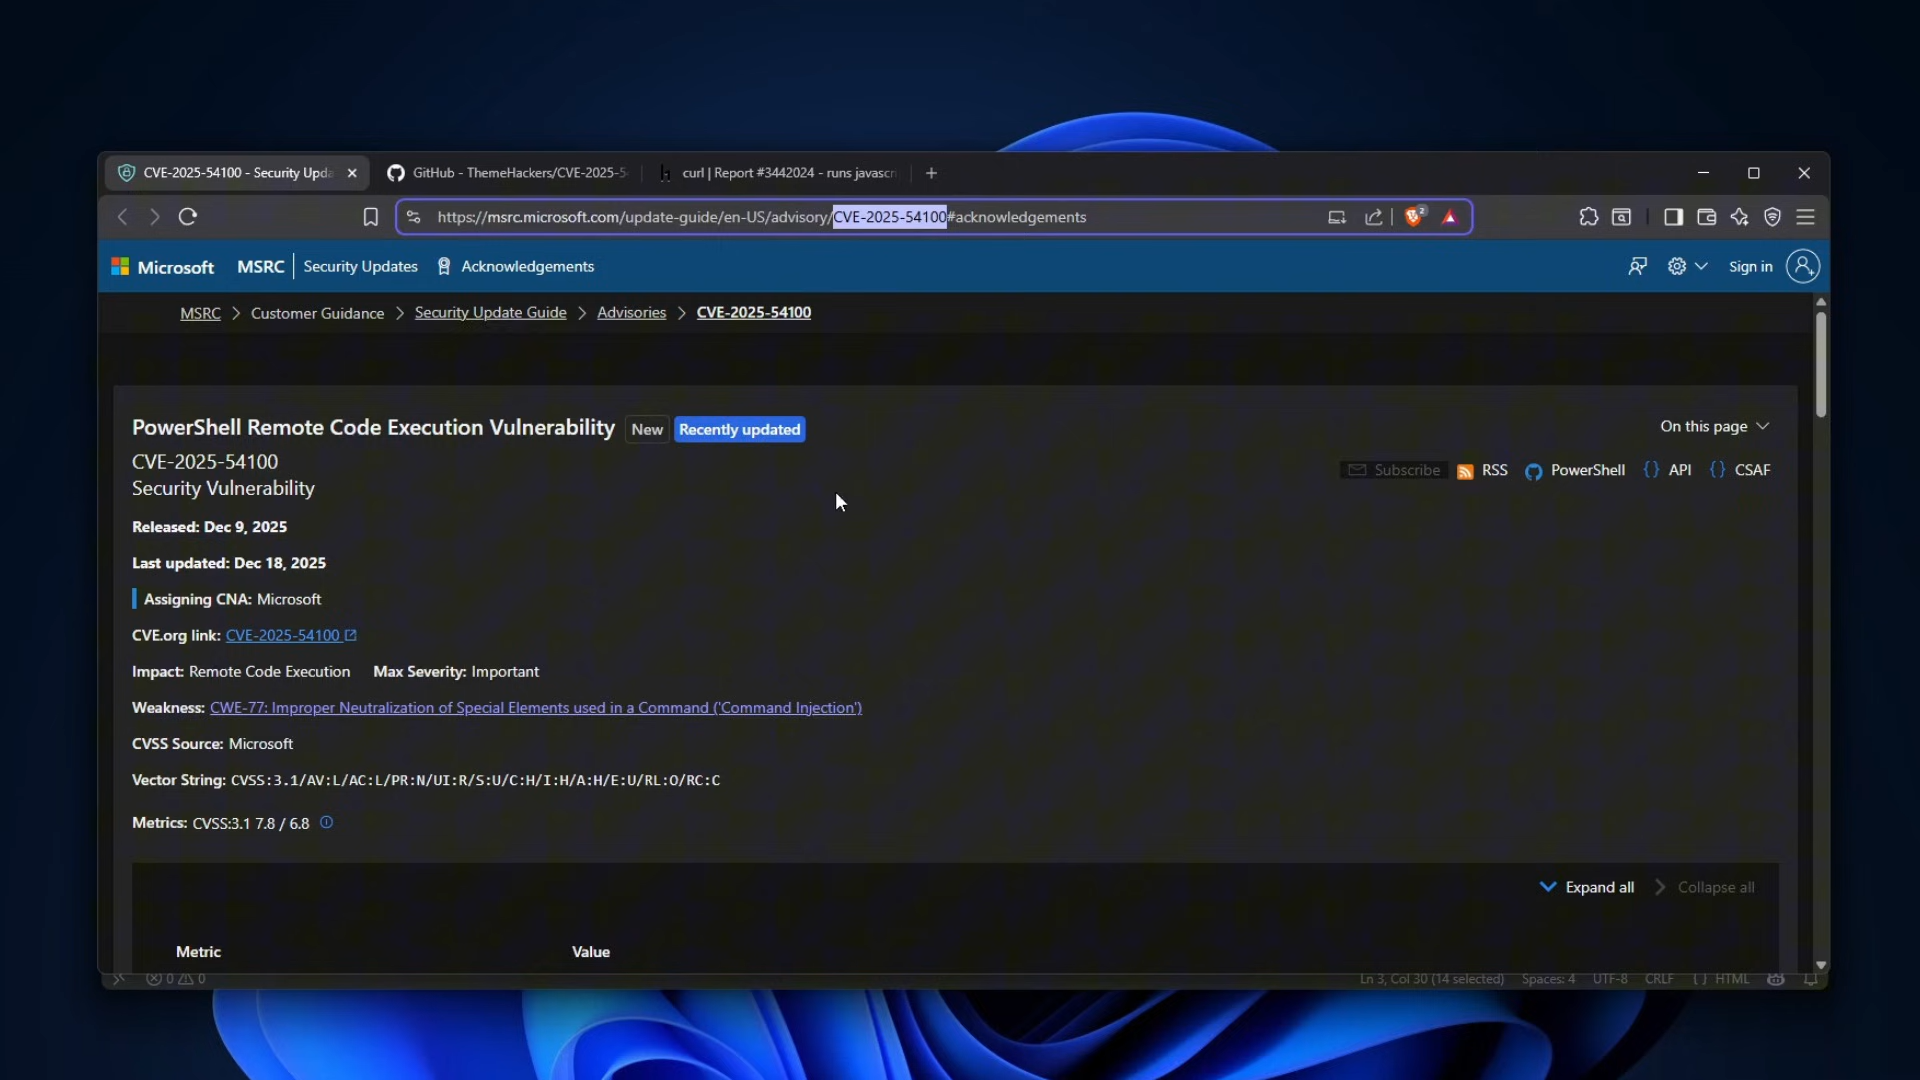 CVE-2025-54100 - Security Upda
GitHub - ThemeHackers/CVE-2025-5
curl | Report #3442024 - runs javascr
https://msrc.microsoft.com/update-guide/en-US/advisory/CVE-2025-54100#acknowledgements
2
Microsoft MSRC Security Updates Acknowledgements Sign in
MSRC > Customer Guidance > Security Update Guide > Advisories > CVE-2025-54100
PowerShell Remote Code Execution Vulnerability New Recently updated On this page
CVE-2025-54100
Subscribe RSS PowerShell {} API {} CSAF
Security Vulnerability
Released: Dec 9, 2025
Last updated: Dec 18, 2025
Assigning CNA: Microsoft
CVE.org link: CVE-2025-54100
Impact: Remote Code Execution Max Severity: Important
Weakness: CWE-77: Improper Neutralization of Special Elements used in a Command ('Command Injection')
CVSS Source: Microsoft
Vector String: CVSS:3.1/AV:L/AC:L/PR:N/UI:R/S:U/C:H/I:H/A:H/E:U/RL:O/RC:C
Metrics: CVSS:3.1 7.8 / 6.8
Expand all Collapse all
Metric Value
0 0 Ln 3, Col 30 (14 selected) Spaces: 4 UTF-8 CRLF {} HTML